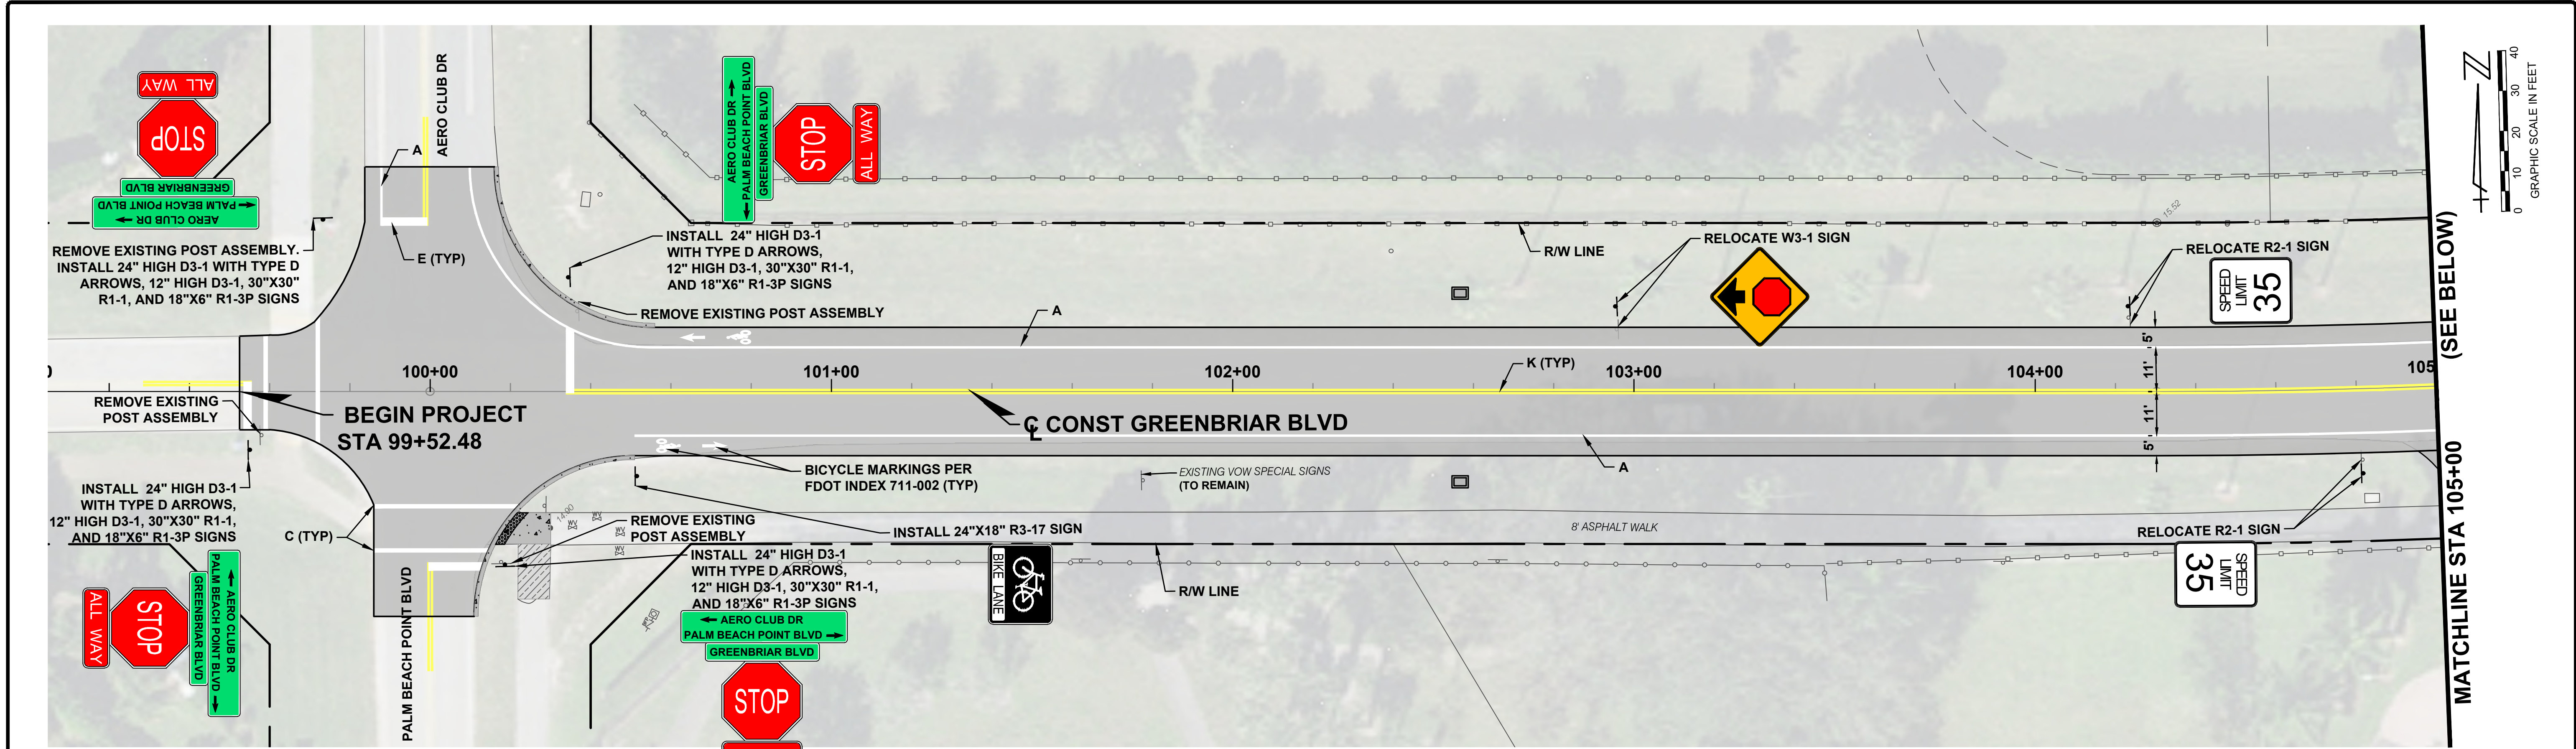 ALL WAY
STOP
GREENBRIAR BLVD
PALM BEACH POINT BLVD
AERO CLUB DR
REMOVE EXISTING POST ASSEMBLY.
INSTALL 24" HIGH D3-1 WITH TYPE D
ARROWS, 12" HIGH D3-1, 30"X30"
R1-1, AND 18"X6" R1-3P SIGNS
A
AERO CLUB DR
E (TYP)
AERO CLUB DR
PALM BEACH POINT BLVD
GREENBRIAR BLVD
STOP
ALL WAY
INSTALL 24" HIGH D3-1
WITH TYPE D ARROWS,
12" HIGH D3-1, 30"X30" R1-1,
AND 18"X6" R1-3P SIGNS
REMOVE EXISTING POST ASSEMBLY
A
R/W LINE
RELOCATE W3-1 SIGN
15.52
RELOCATE R2-1 SIGN
SPEED
LIMIT
35
0 10 20 30 40
GRAPHIC SCALE IN FEET
0
100+00
101+00
102+00
103+00
104+00
105
K (TYP)
5'
11'
11'
5'
REMOVE EXISTING
POST ASSEMBLY
BEGIN PROJECT
STA 99+52.48
CL CONST GREENBRIAR BLVD
BICYCLE MARKINGS PER
FDOT INDEX 711-002 (TYP)
EXISTING VOW SPECIAL SIGNS
(TO REMAIN)
A
INSTALL 24" HIGH D3-1
WITH TYPE D ARROWS,
12" HIGH D3-1, 30"X30" R1-1,
AND 18"X6" R1-3P SIGNS
C (TYP)
14.90
REMOVE EXISTING
POST ASSEMBLY
INSTALL 24"X18" R3-17 SIGN
8' ASPHALT WALK
RELOCATE R2-1 SIGN
SPEED
LIMIT
35
INSTALL 24" HIGH D3-1
WITH TYPE D ARROWS,
12" HIGH D3-1, 30"X30" R1-1,
AND 18"X6" R1-3P SIGNS
BIKE LANE
R/W LINE
AERO CLUB DR
PALM BEACH POINT BLVD
GREENBRIAR BLVD
STOP
ALL WAY
PALM BEACH POINT BLVD
AERO CLUB DR
PALM BEACH POINT BLVD
GREENBRIAR BLVD
STOP
MATCHLINE STA 105+00 (SEE BELOW)